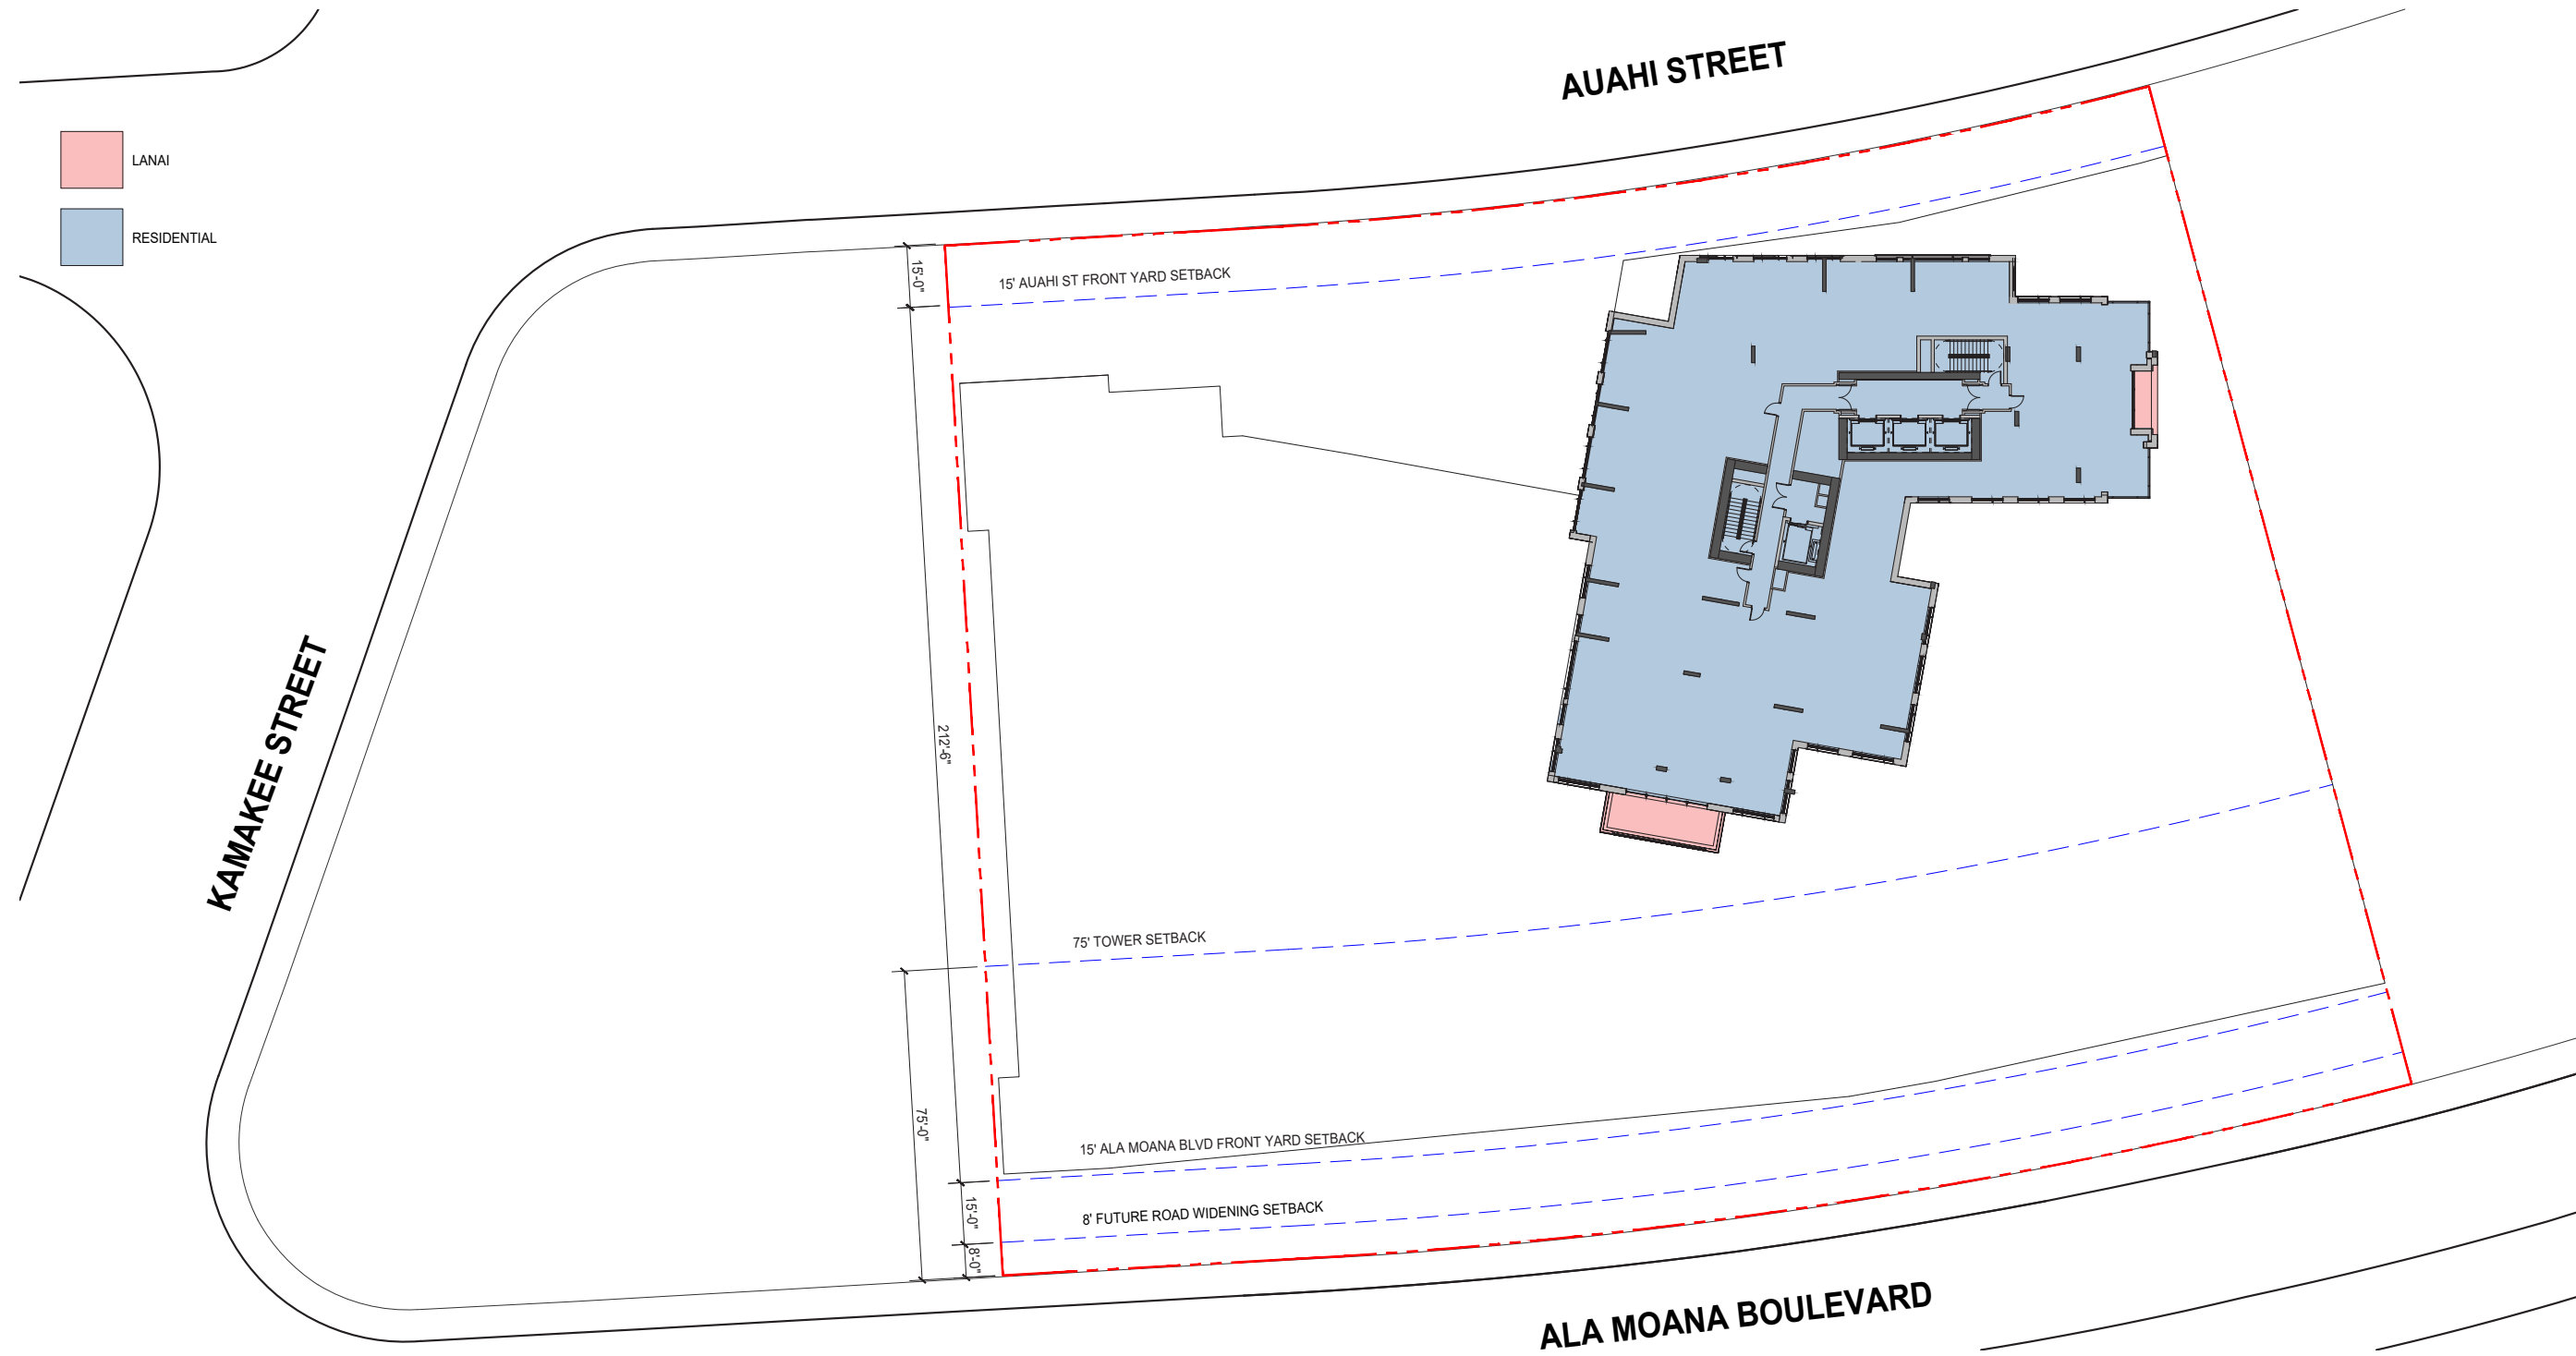 AUAHI STREET
LANAI
RESIDENTIAL
15'-0"
15' AUAHI ST FRONT YARD SETBACK
KAMAKEE STREET
212'-6"
75' TOWER SETBACK
75'-0"
15' ALA MOANA BLVD FRONT YARD SETBACK
15'-0"
8' FUTURE ROAD WIDENING SETBACK
8'-0"
ALA MOANA BOULEVARD